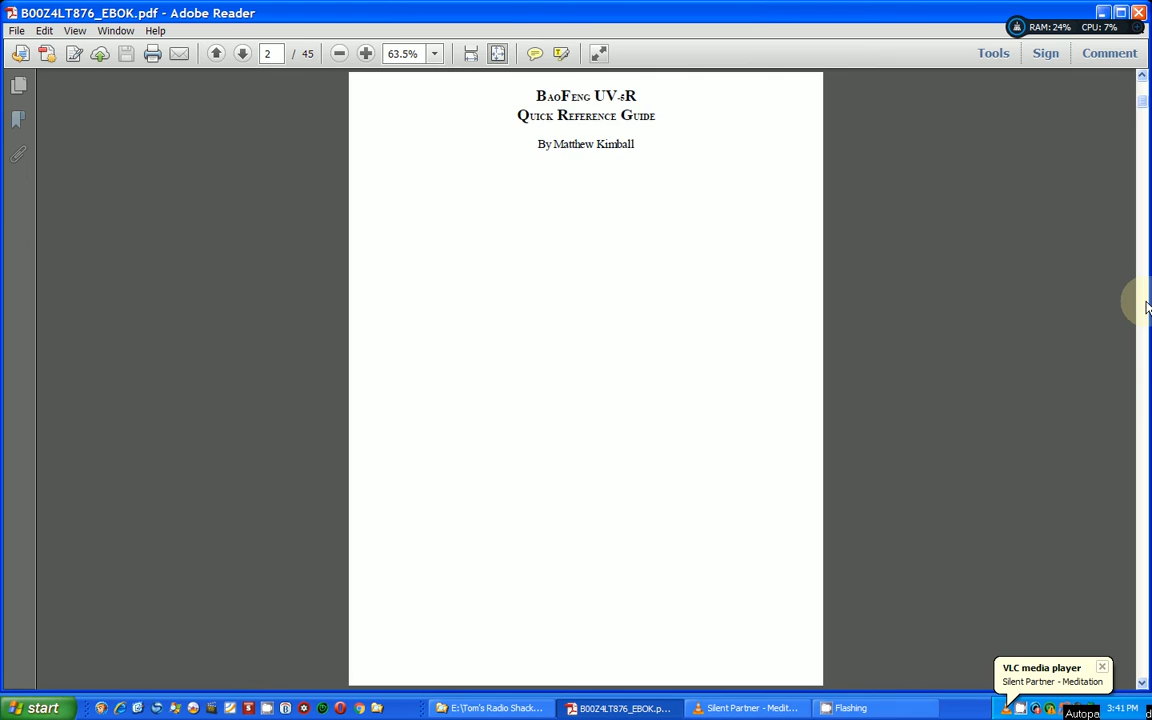 B00Z4LT876_EBOK.pdf - Adobe Reader
File Edit View Window Help
RAM: 24% CPU: 7%
2 / 45 63.5% Tools Sign Comment
BAOFENG UV-5R
QUICK REFERENCE GUIDE
By Matthew Kimball
VLC media player
Silent Partner - Meditation
start E:\Tom's Radio Shack... B00Z4LT876_EBOK.p... Silent Partner - Medit... Flashing 3:41 PM
Autopa